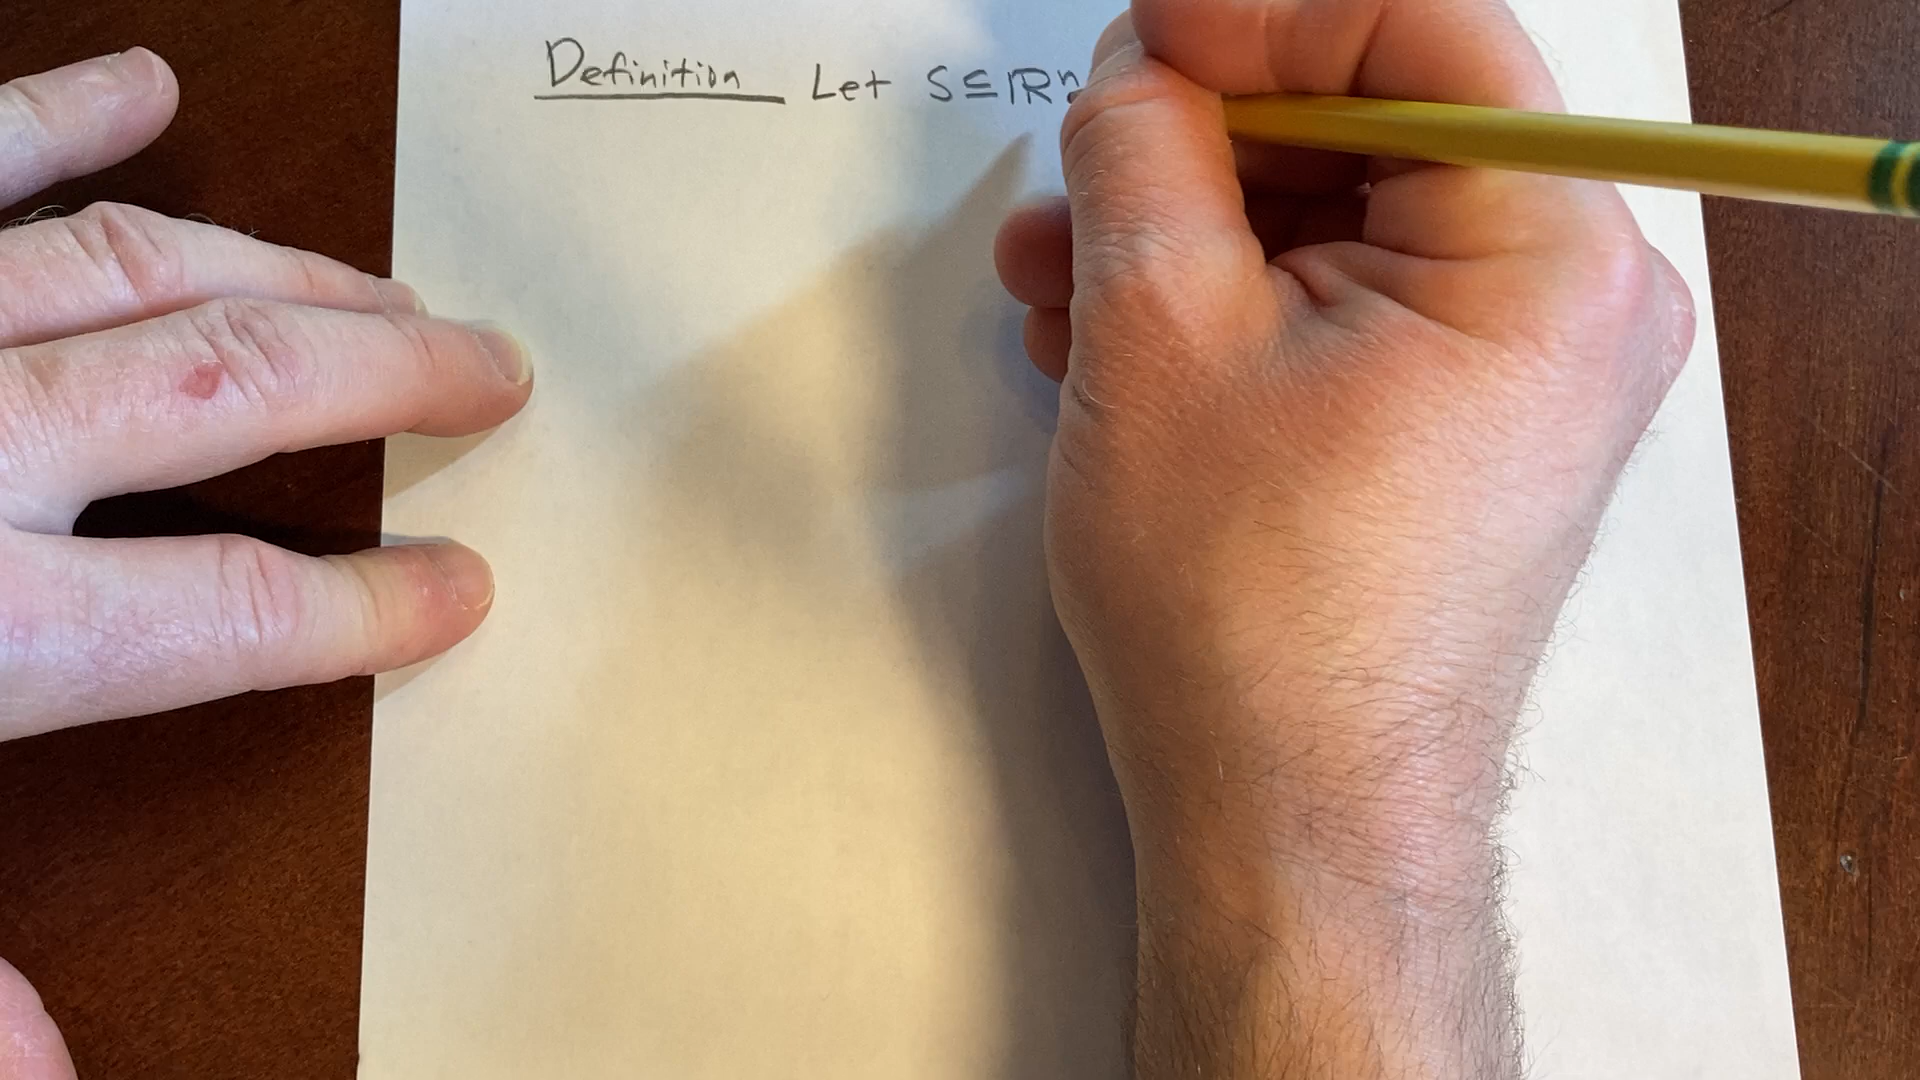 Definition Let S ⊆ ℝⁿ